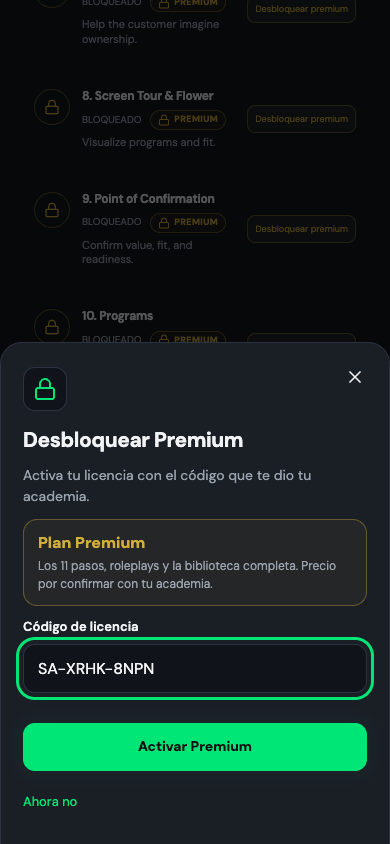 BLOQUEADO PREMIUM
Help the customer imagine
ownership.
Desbloquear premium
8. Screen Tour & Flower
BLOQUEADO PREMIUM
Visualize programs and fit.
Desbloquear premium
9. Point of Confirmation
BLOQUEADO PREMIUM
Confirm value, fit, and
readiness.
Desbloquear premium
10. Programs
BLOQUEADO PREMIUM
Desbloquear Premium
Activa tu licencia con el código que te dio tu
academia.
Plan Premium
Los 11 pasos, roleplays y la biblioteca completa. Precio
por confirmar con tu academia.
Código de licencia
SA-XRHK-8NPN
Activar Premium
Ahora no